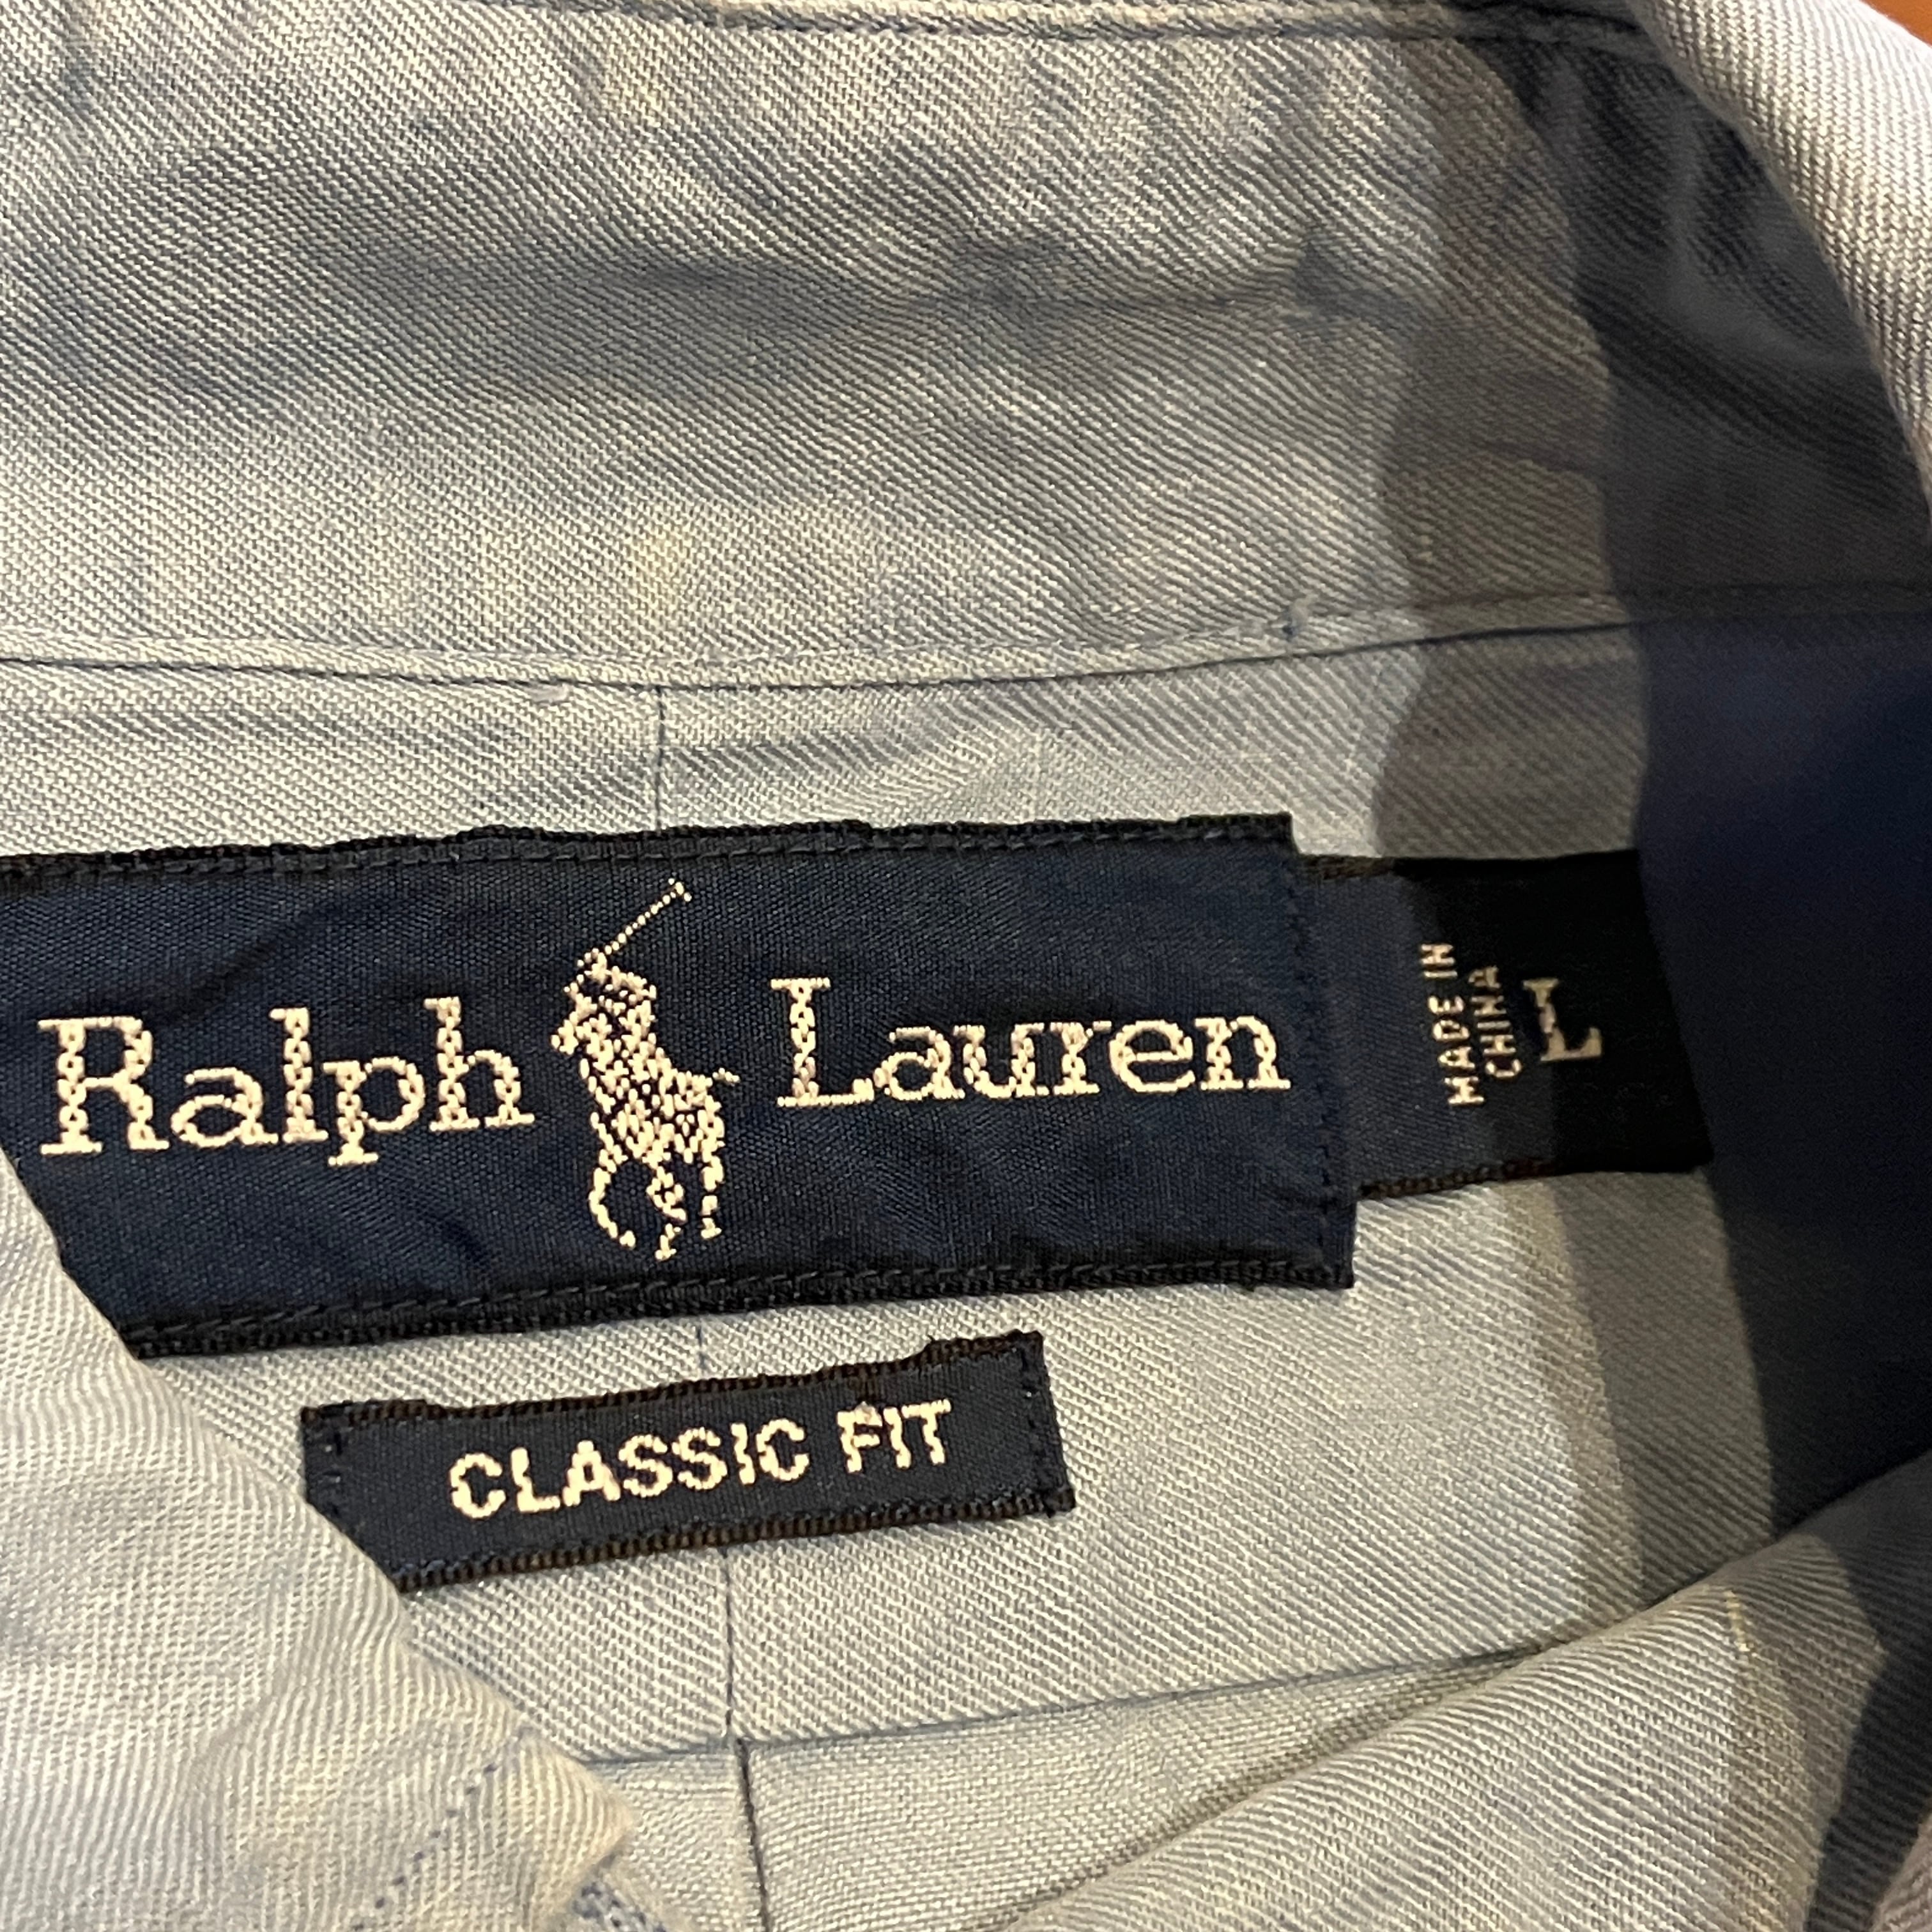 Ralph Lauren
MADE IN
CHINA
L
CLASSIC FIT